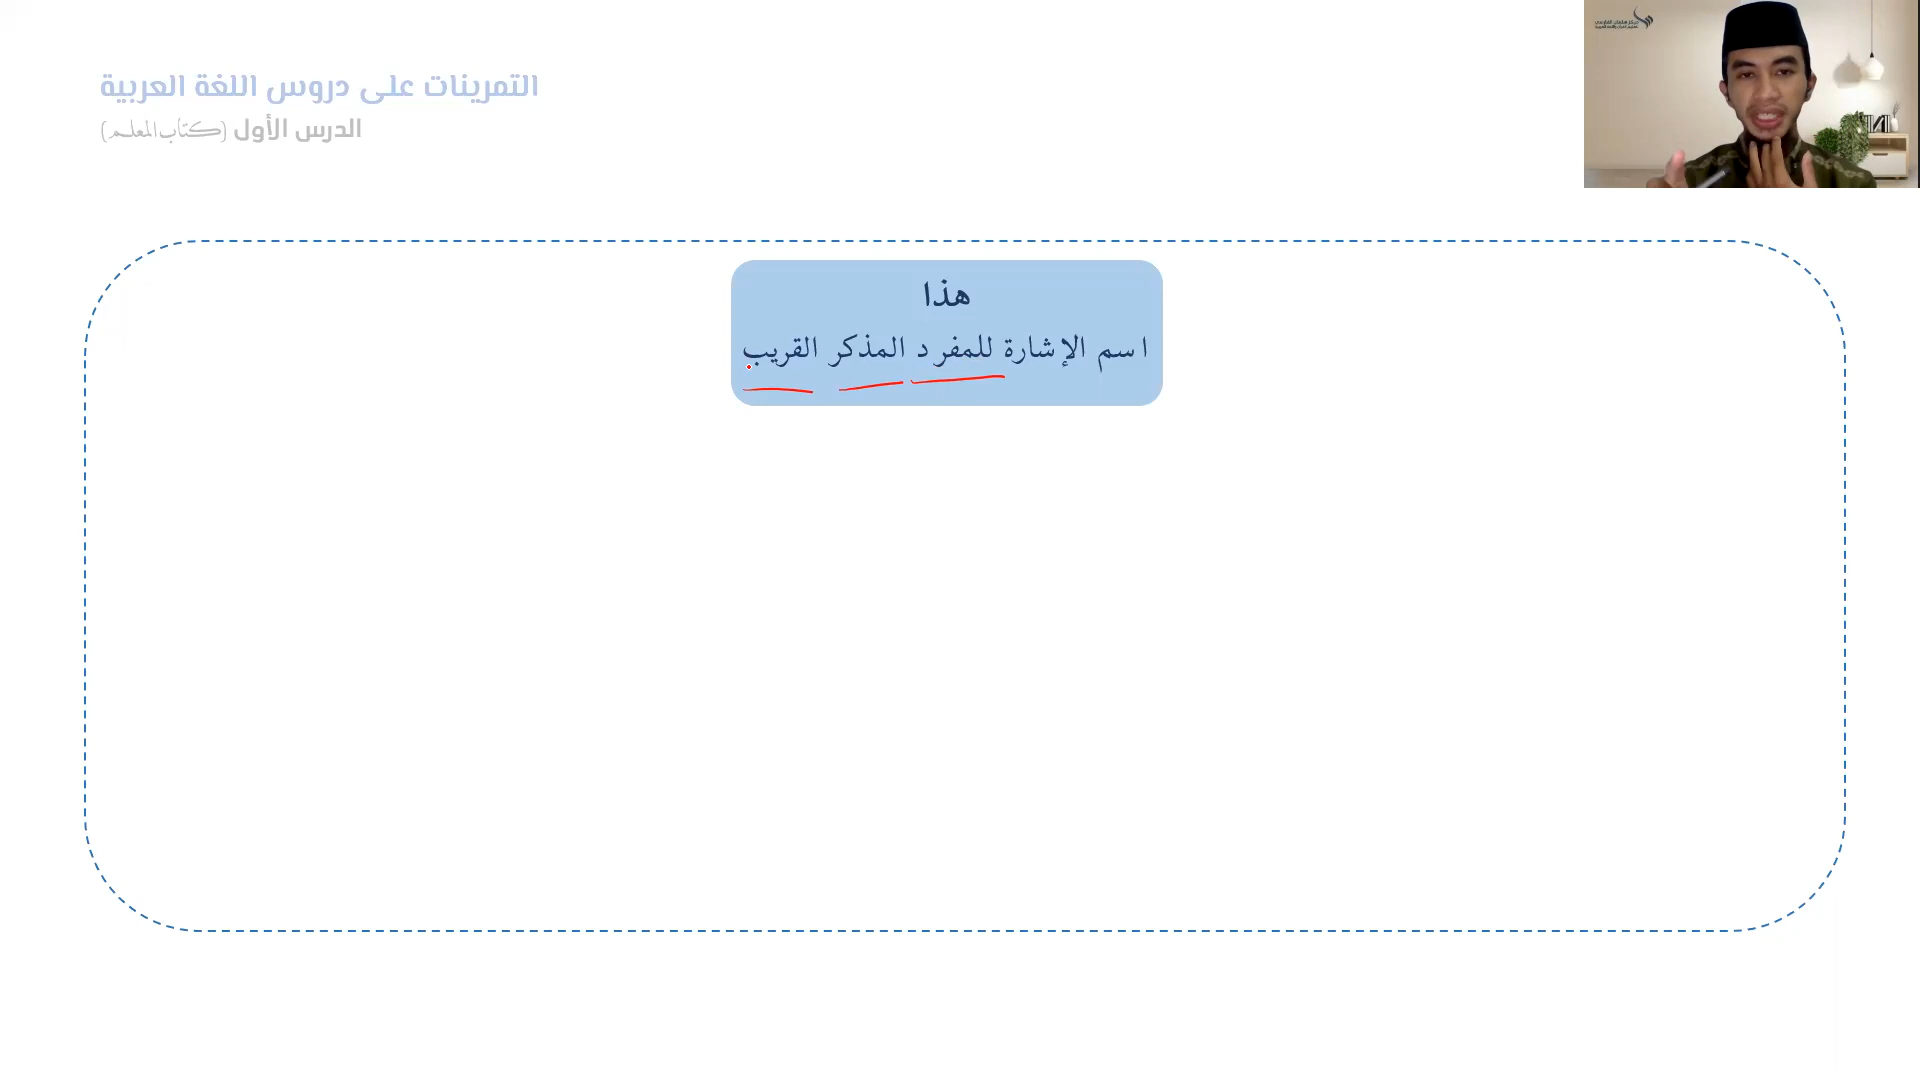 التمرينات على دروس اللغة العربية
الدرس الأول (كتاب المعلم)
هذا
اسم الإشارة للمفرد المذكر القريب